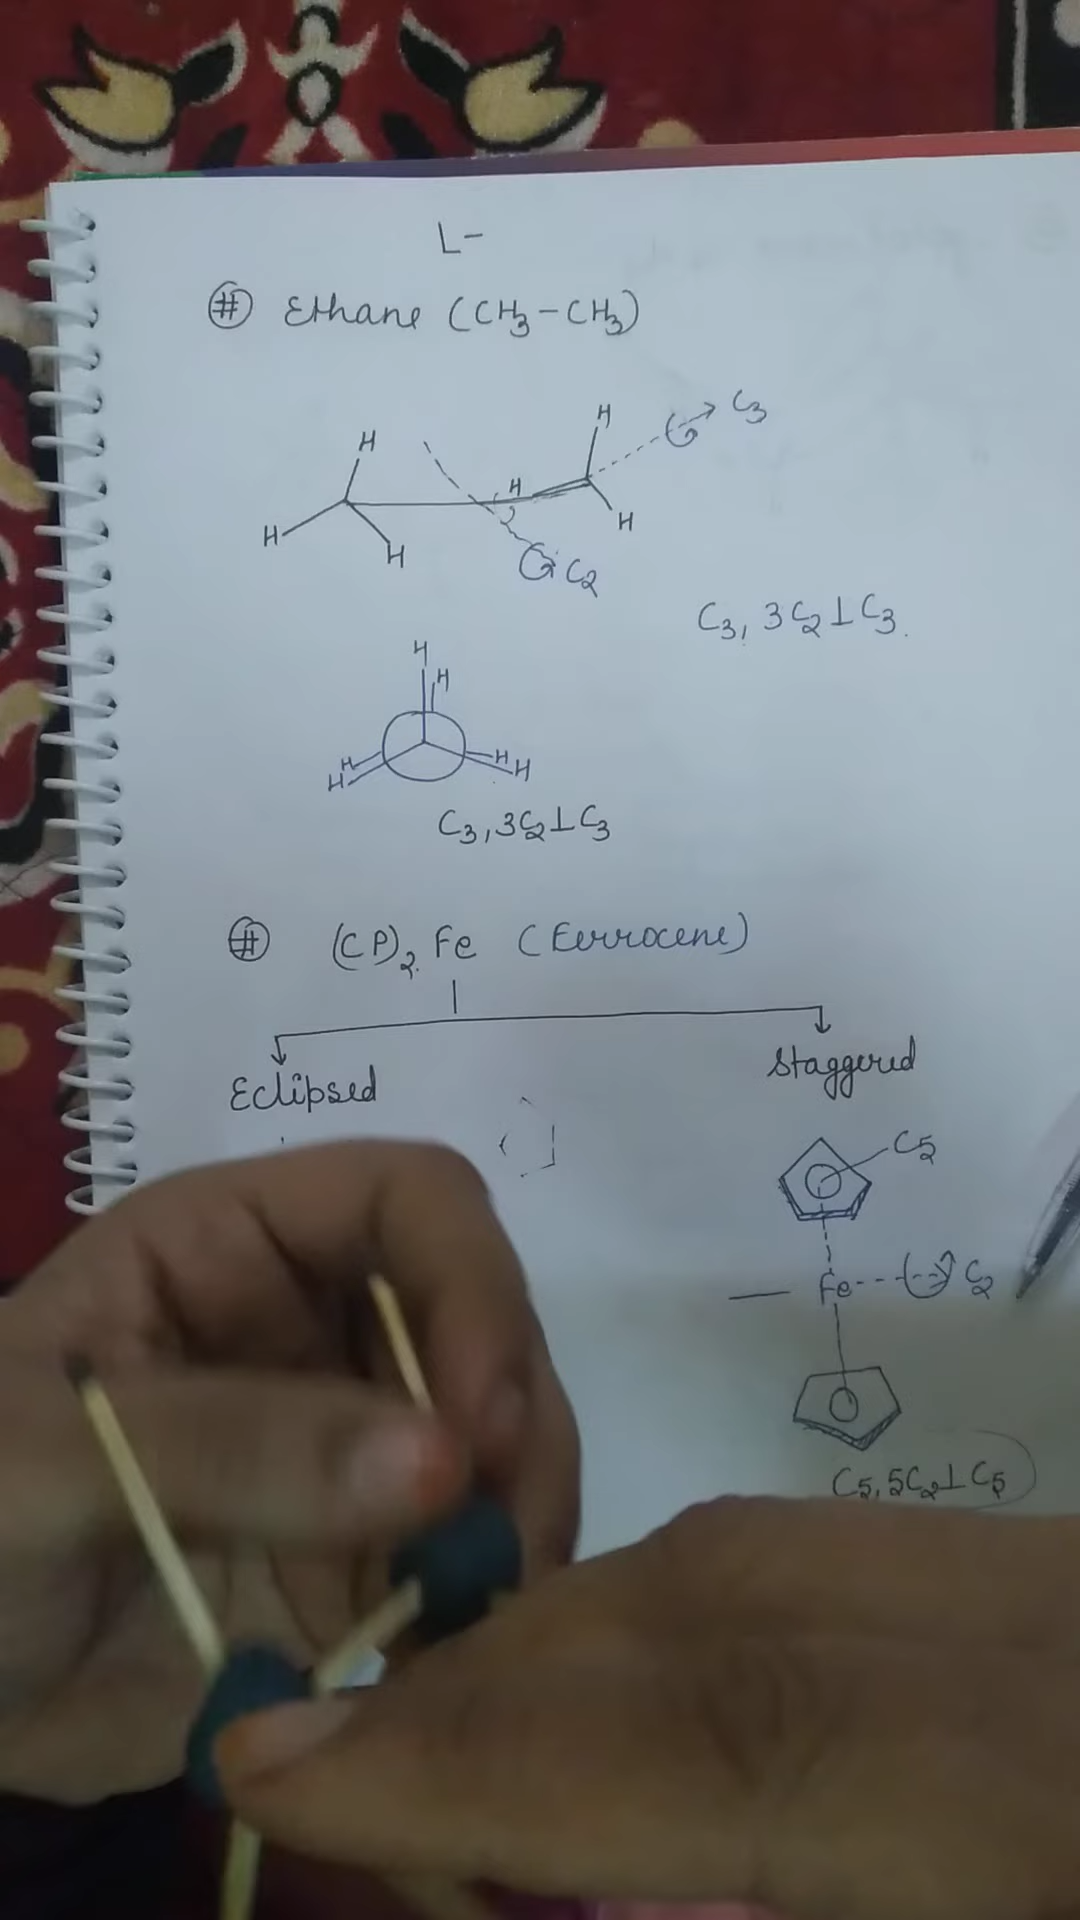 L-
# Ethane (CH3-CH3)
H
H
C3
H
H
H
H
C2
C3, 3C2⊥C3.
H
H
H
H
H
H
C3, 3C2⊥C3
# (CP)2 Fe (Ferrocene)
Eclipsed
Staggered
C5
Fe
C2
C5, 5C2⊥C5